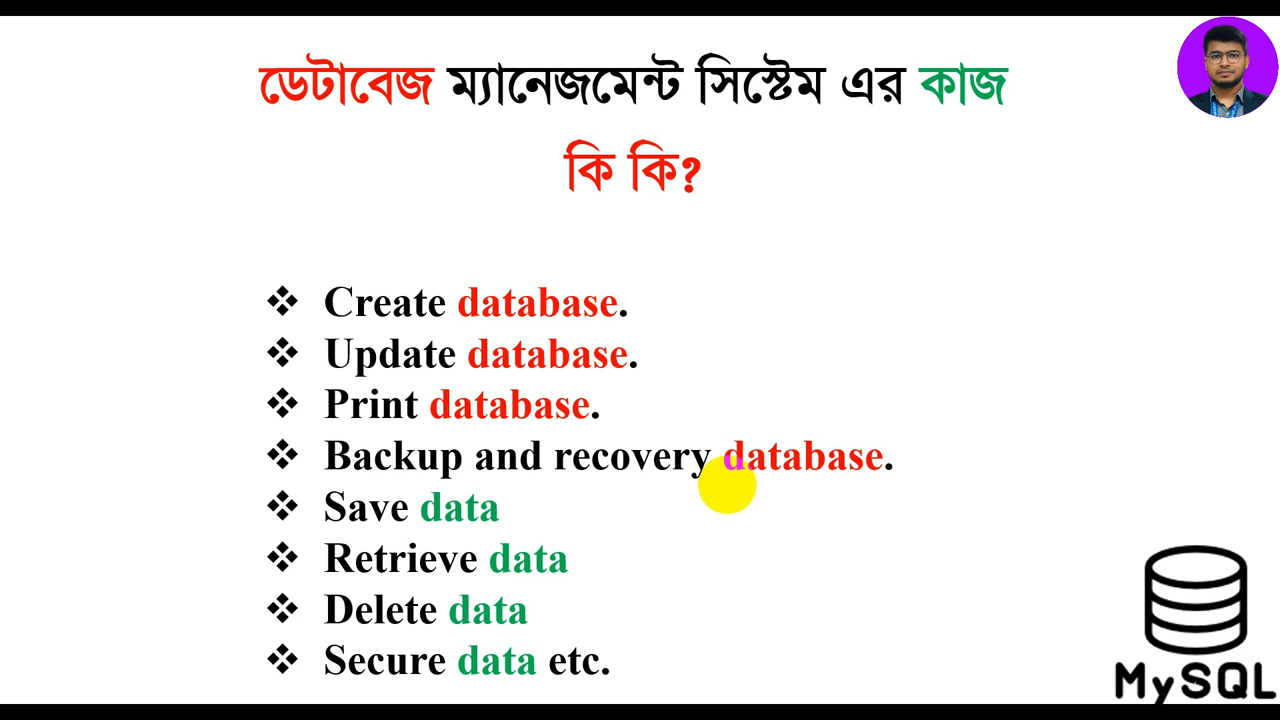 ডেটাবেজ ম্যানেজমেন্ট সিস্টেম এর কাজ
কি কি?
❖ Create database.
❖ Update database.
❖ Print database.
❖ Backup and recovery database.
❖ Save data
❖ Retrieve data
❖ Delete data
❖ Secure data etc.
MySQL